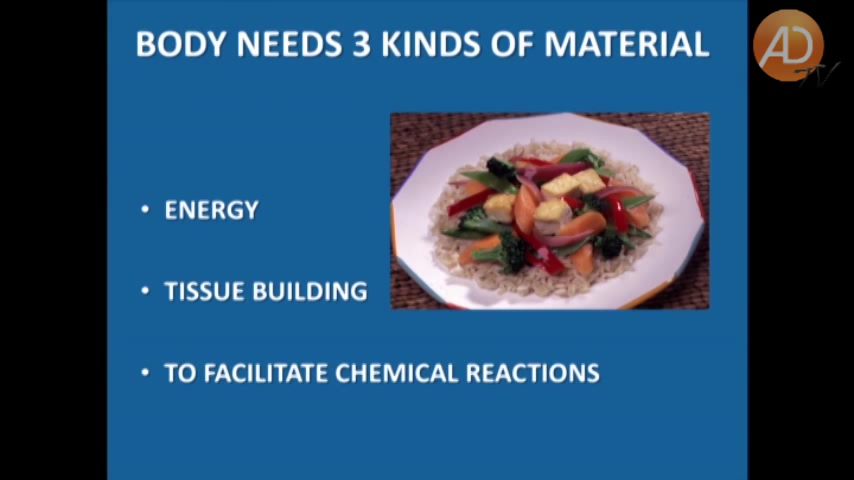 BODY NEEDS 3 KINDS OF MATERIAL
AD
TV
• ENERGY
• TISSUE BUILDING
• TO FACILITATE CHEMICAL REACTIONS